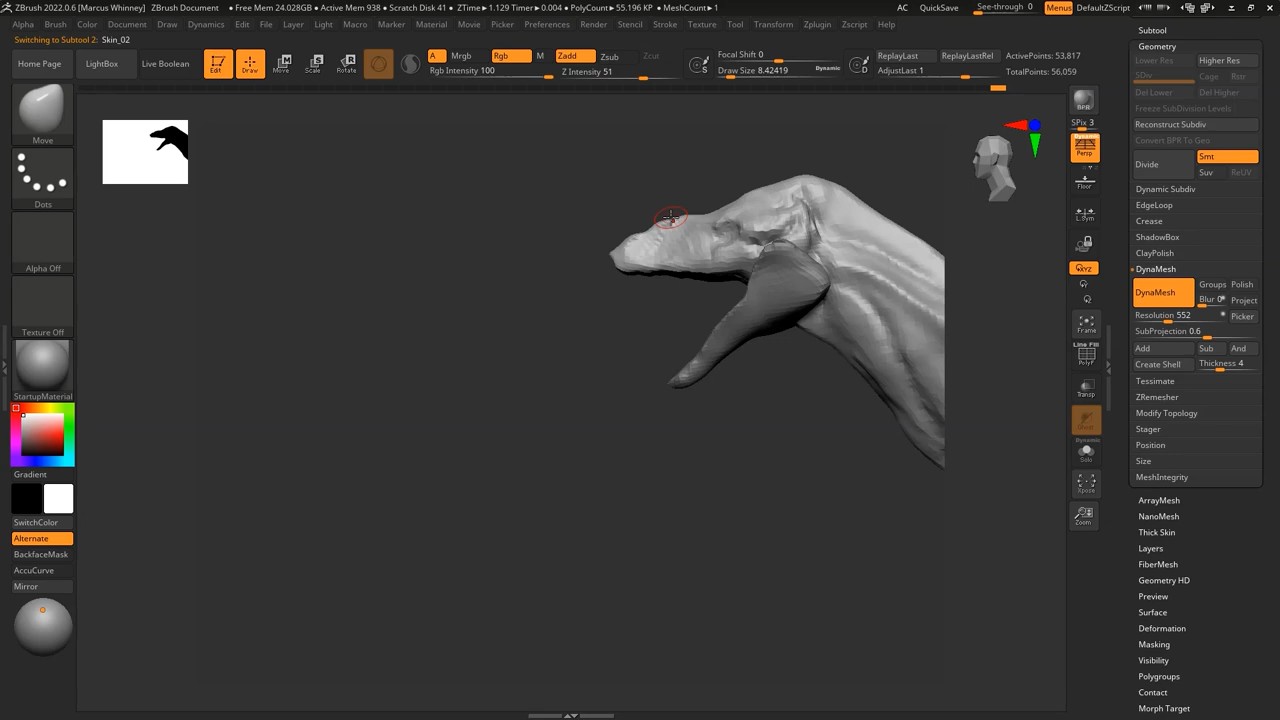 ZBrush 2022.0.6 [Marcus Whinney] ZBrush Document • Free Mem 24.028GB • Active Mem 938 • Scratch Disk 41 • ZTime ▸ 1.129 Timer ▸ 0.004 • PolyCount ▸ 55.196 KP • MeshCount ▸ 1 AC QuickSave See-through 0 Menus DefaultZScript
Alpha Brush Color Document Draw Dynamics Edit File Layer Light Macro Marker Material Movie Picker Preferences Render Stencil Stroke Texture Tool Transform Zplugin Zscript Help
Switching to Subtool 2: Skin_02
Home Page LightBox Live Boolean Edit Draw Move Scale Rotate
A Mrgb Rgb M Zadd Zsub Zcut
Rgb Intensity 100 Z Intensity 51
S Focal Shift 0
Draw Size 8.42419 Dynamic
D ReplayLast ReplayLastRel
AdjustLast 1
ActivePoints: 53,817
TotalPoints: 56,059
Move
Dots
Alpha Off
Texture Off
StartupMaterial
Gradient
SwitchColor
Alternate
BackfaceMask
AccuCurve
Mirror
BPR
SPix 3
Dynamic
Persp
Floor
L.Sym
XYZ
Frame
Line Fill
PolyF
Transp
Dynamic
Solo
Xpose
Zoom
Subtool
Geometry
Lower Res Higher Res
SDiv Cage Rstr
Del Lower Del Higher
Freeze SubDivision Levels
Reconstruct Subdiv
Convert BPR To Geo
Divide Smt
Suv ReUV
Dynamic Subdiv
EdgeLoop
Crease
ShadowBox
ClayPolish
DynaMesh
DynaMesh Groups Polish
Blur 0 Project
Resolution 552 Picker
SubProjection 0.6
Add Sub And
Create Shell Thickness 4
Tessimate
ZRemesher
Modify Topology
Stager
Position
Size
MeshIntegrity
ArrayMesh
NanoMesh
Thick Skin
Layers
FiberMesh
Geometry HD
Preview
Surface
Deformation
Masking
Visibility
Polygroups
Contact
Morph Target